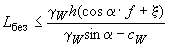 L_без ≤ γ_W h(cos α · f + ξ) / (γ_W sin α − c_W)